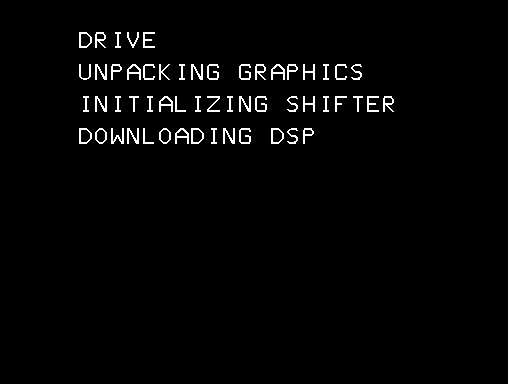 DRIVE
UNPACKING GRAPHICS
INITIALIZING SHIFTER
DOWNLOADING DSP